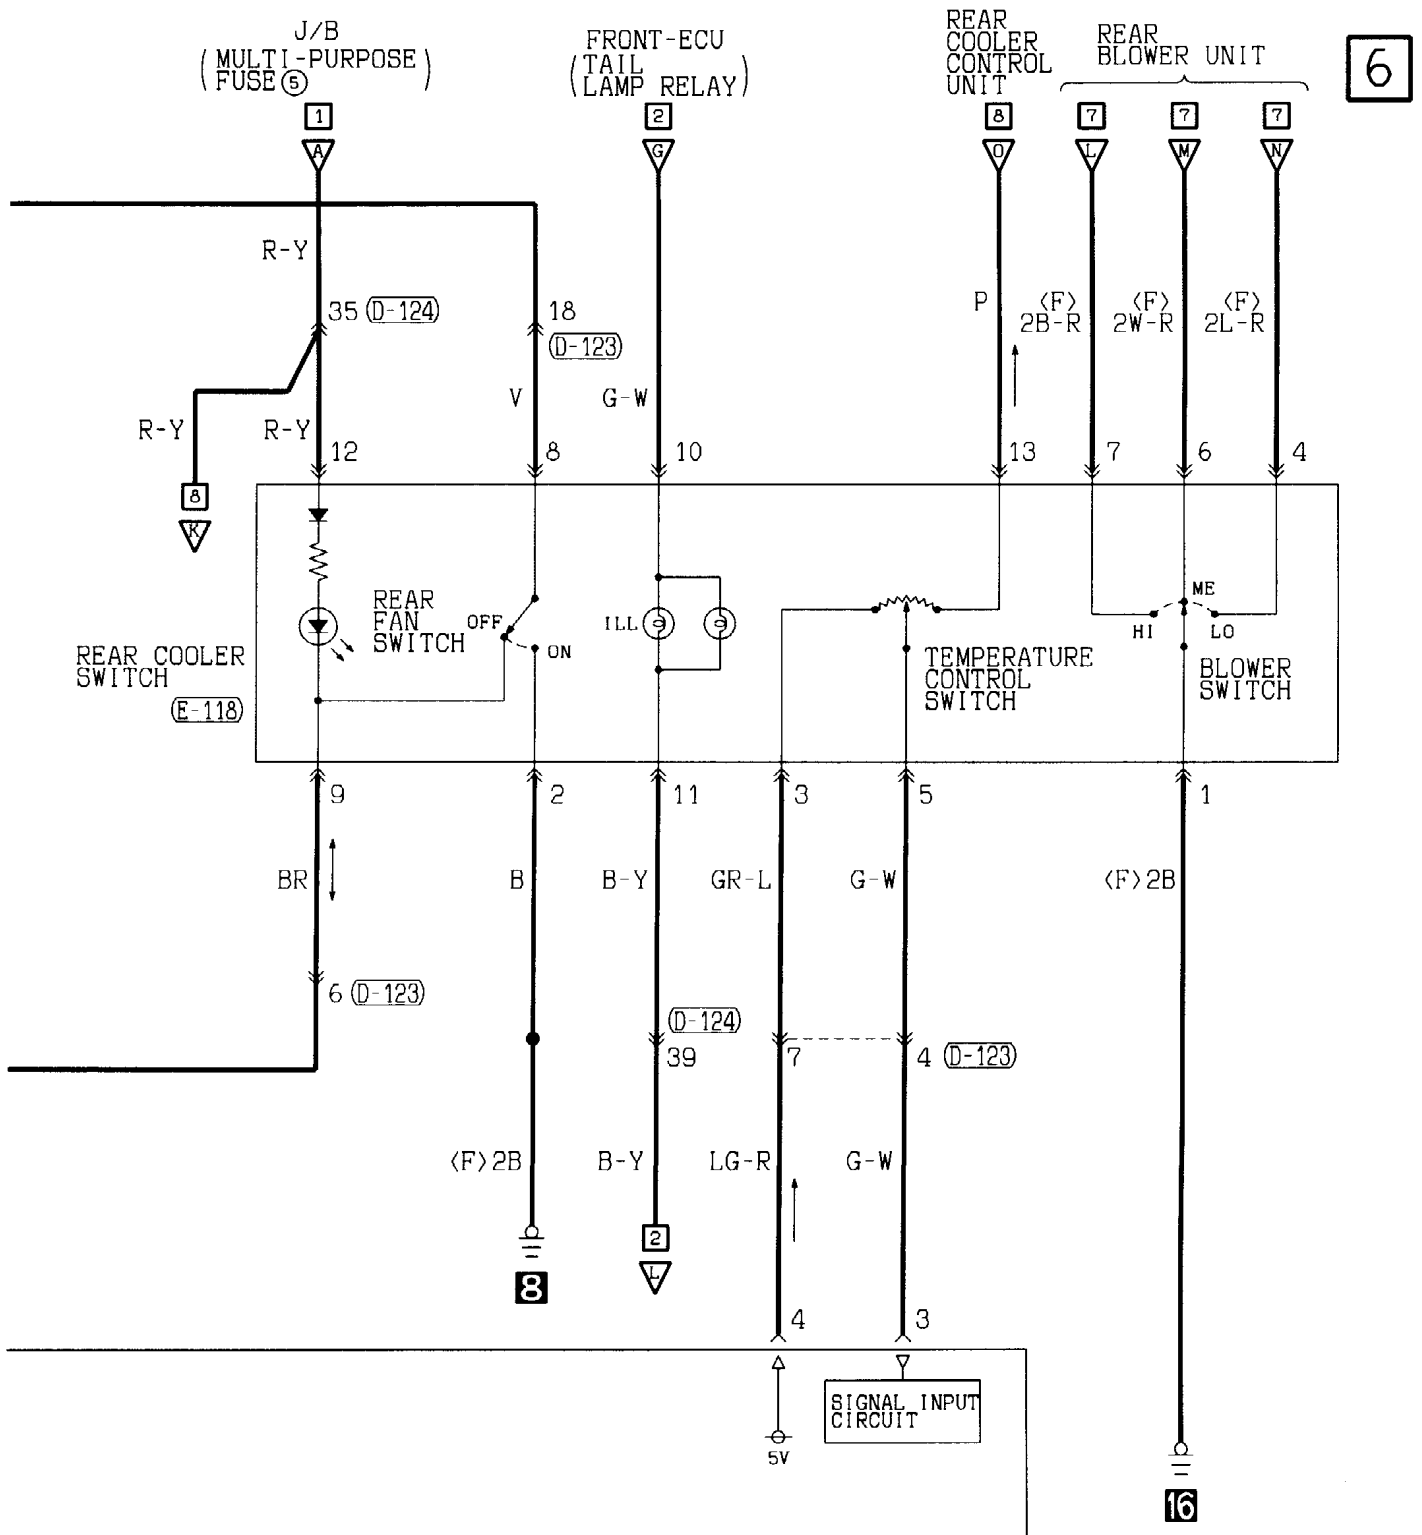 J/B
(MULTI-PURPOSE
FUSE⑤)
FRONT-ECU
(TAIL
LAMP RELAY)
REAR
COOLER
CONTROL
UNIT
REAR
BLOWER UNIT
6
1
2
8
7
7
7
A
G
O
L
M
N
R-Y
35 (D-124)
18
(D-123)
P
〈F〉
2B-R
〈F〉
2W-R
〈F〉
2L-R
R-Y
R-Y
V
G-W
12
8
10
13
7
6
4
8
K
REAR COOLER
SWITCH
(E-118)
REAR
FAN
SWITCH
OFF
ON
ILL
TEMPERATURE
CONTROL
SWITCH
ME
HI
LO
BLOWER
SWITCH
9
2
11
3
5
1
BR
B
B-Y
GR-L
G-W
〈F〉2B
6 (D-123)
(D-124)
39
7
4 (D-123)
〈F〉2B
B-Y
LG-R
G-W
8
2
L
4
3
SIGNAL INPUT
CIRCUIT
5V
16